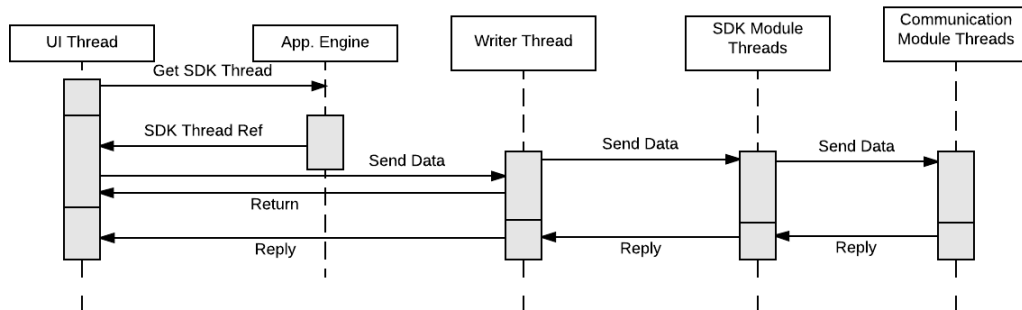 UI Thread
App. Engine
Writer Thread
SDK Module
Threads
Communication
Module Threads
Get SDK Thread
SDK Thread Ref
Send Data
Send Data
Send Data
Return
Reply
Reply
Reply